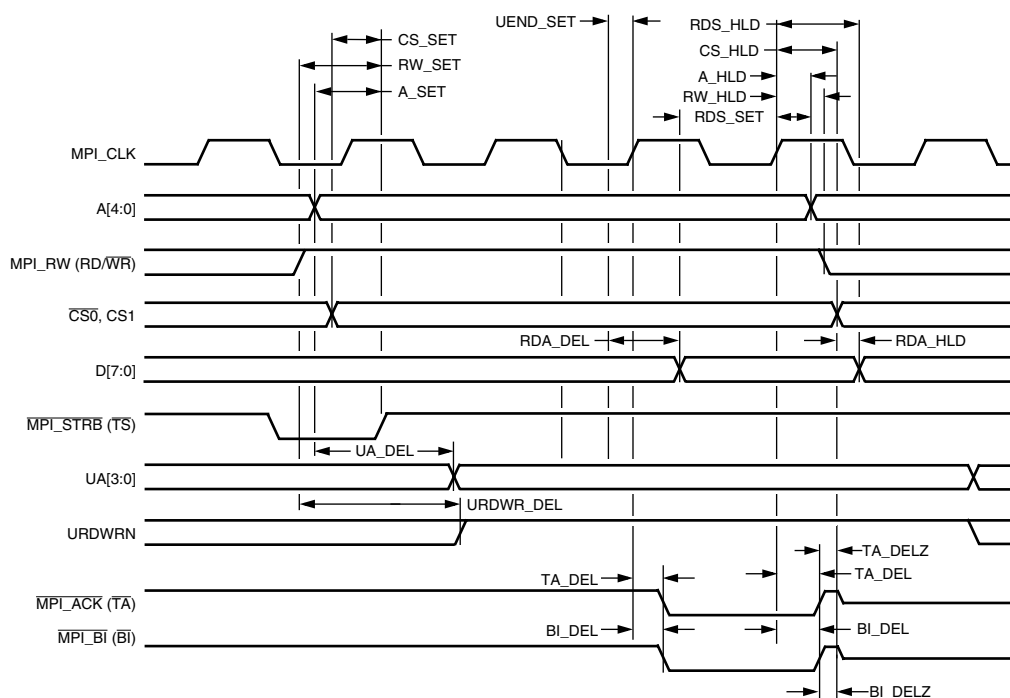 UEND_SET
RDS_HLD
CS_SET
CS_HLD
RW_SET
A_HLD
A_SET
RW_HLD
RDS_SET
MPI_CLK
A[4:0]
MPI_RW (RD/WR)
CS0, CS1
RDA_DEL
RDA_HLD
D[7:0]
MPI_STRB (TS)
UA_DEL
UA[3:0]
URDWR_DEL
URDWRN
TA_DELZ
TA_DEL
TA_DEL
MPI_ACK (TA)
BI_DEL
BI_DEL
MPI_BI (BI)
BI_DELZ